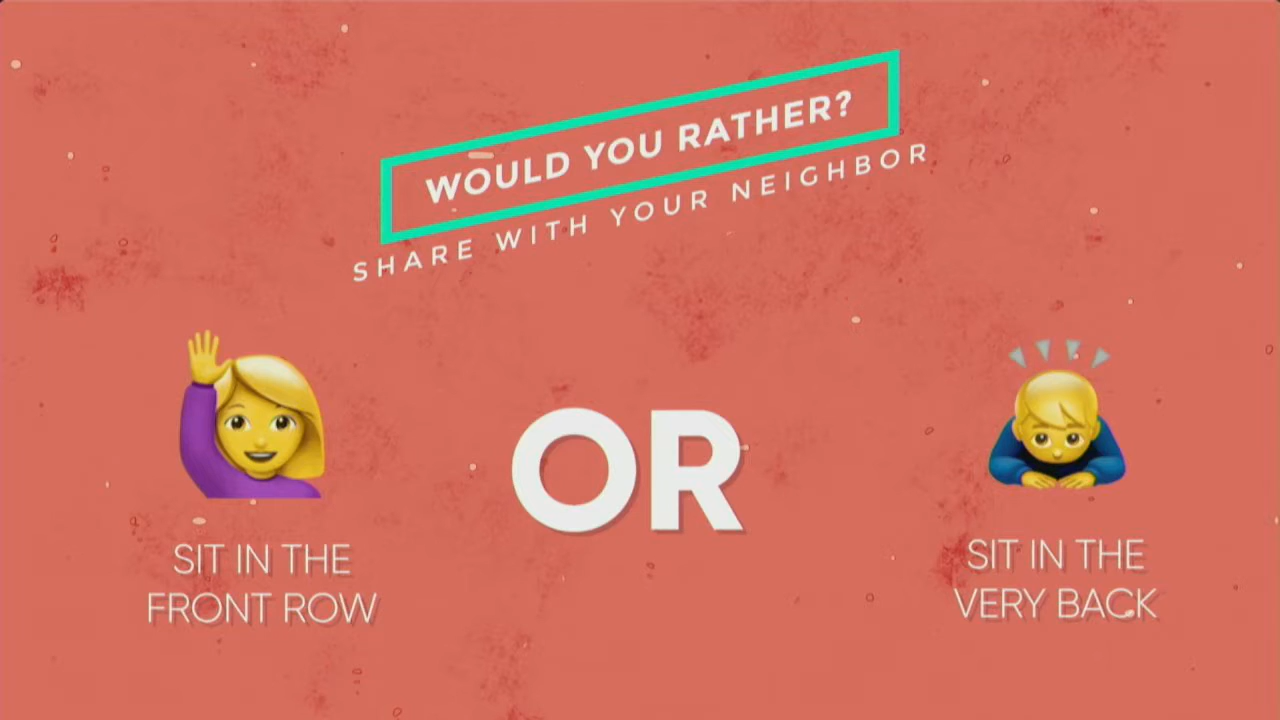 WOULD YOU RATHER?
SHARE WITH YOUR NEIGHBOR
OR
SIT IN THE
FRONT ROW
SIT IN THE
VERY BACK